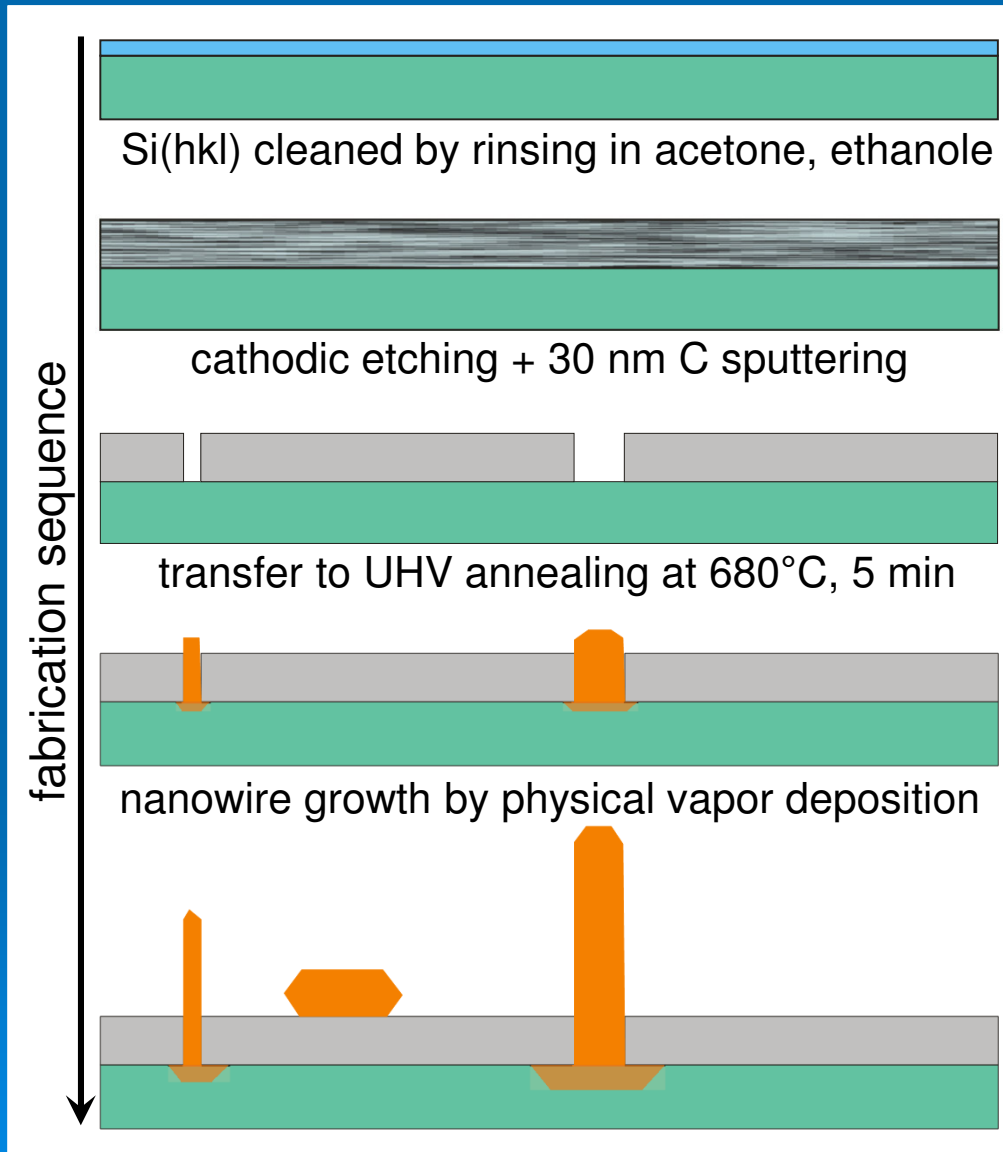 Si(hkl) cleaned by rinsing in acetone, ethanole
cathodic etching + 30 nm C sputtering
transfer to UHV annealing at 680°C, 5 min
nanowire growth by physical vapor deposition
fabrication sequence